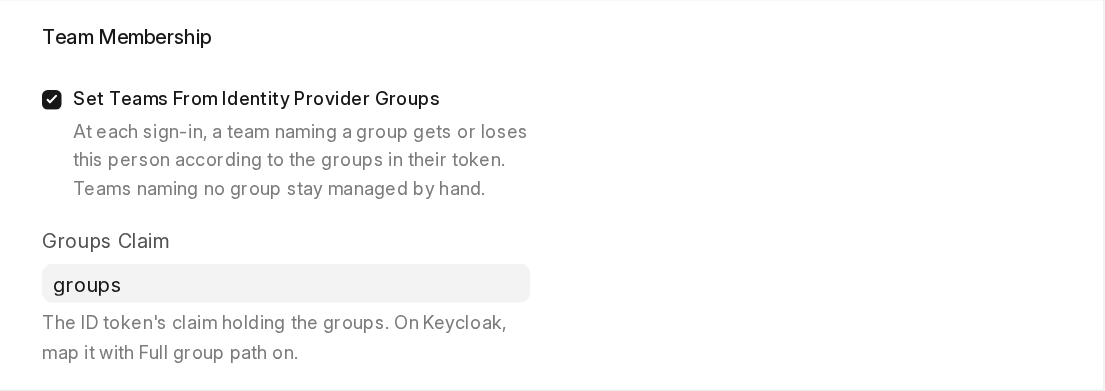 Team Membership
Set Teams From Identity Provider Groups
At each sign-in, a team naming a group gets or loses
this person according to the groups in their token.
Teams naming no group stay managed by hand.
Groups Claim
groups
The ID token's claim holding the groups. On Keycloak,
map it with Full group path on.